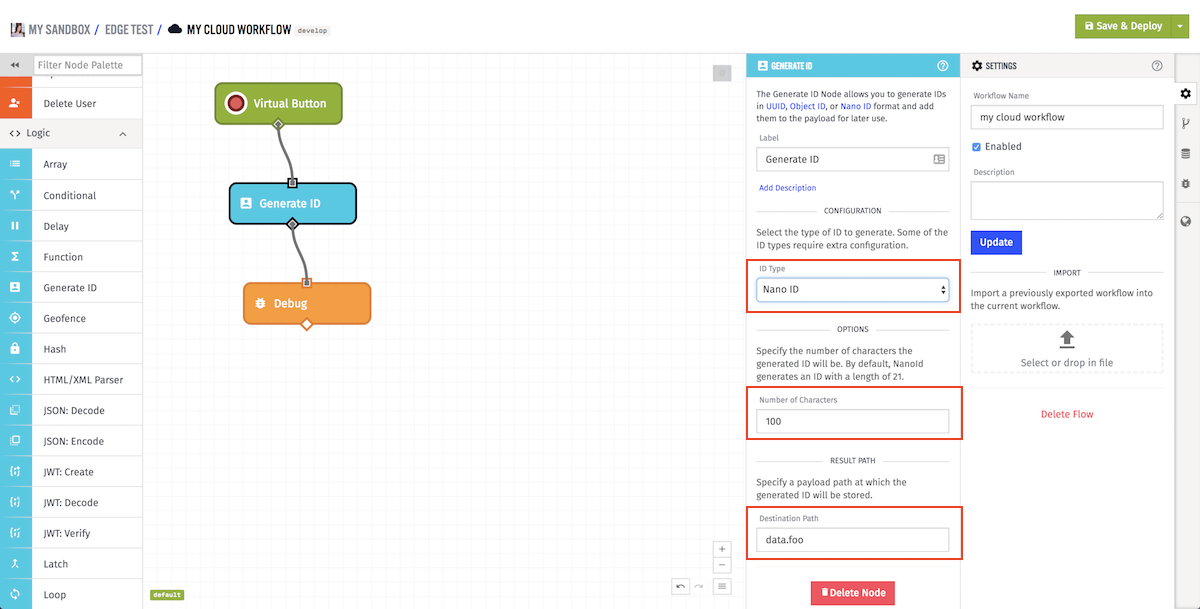 MY SANDBOX / EDGE TEST / MY CLOUD WORKFLOW develop
Save & Deploy
Filter Node Palette
Delete User
Logic
Array
Conditional
Delay
Function
Generate ID
Geofence
Hash
HTML/XML Parser
JSON: Decode
JSON: Encode
JWT: Create
JWT: Decode
JWT: Verify
Latch
Loop
Virtual Button
Generate ID
Debug
default
GENERATE ID
The Generate ID Node allows you to generate IDs
in UUID, Object ID, or Nano ID format and add
them to the payload for later use.
Label
Generate ID
Add Description
CONFIGURATION
Select the type of ID to generate. Some of the
ID types require extra configuration.
ID Type
Nano ID
OPTIONS
Specify the number of characters the
generated ID will be. By default, NanoId
generates an ID with a length of 21.
Number of Characters
100
RESULT PATH
Specify a payload path at which the
generated ID will be stored.
Destination Path
data.foo
Delete Node
SETTINGS
Workflow Name
my cloud workflow
Enabled
Description
Update
IMPORT
Import a previously exported workflow into
the current workflow.
Select or drop in file
Delete Flow